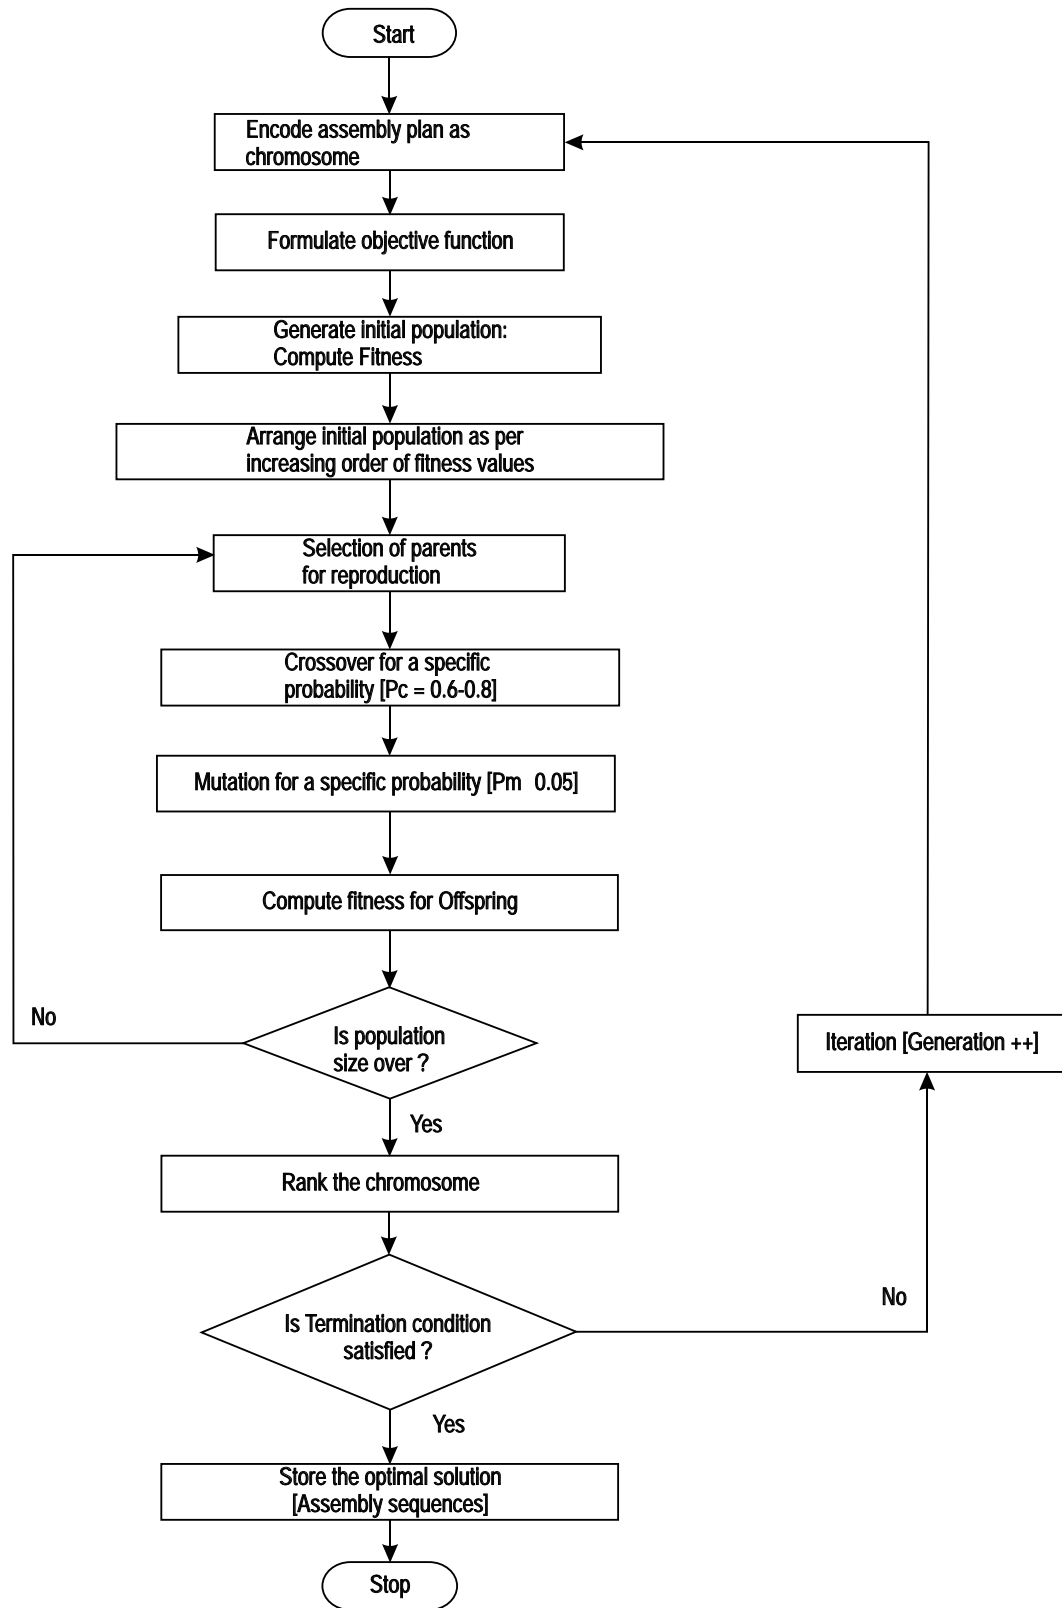 Start
Encode assembly plan as
chromosome
Formulate objective function
Generate initial population:
Compute Fitness
Arrange initial population as per
increasing order of fitness values
Selection of parents
for reproduction
Crossover for a specific
probability [Pc = 0.6-0.8]
Mutation for a specific probability [Pm 0.05]
Compute fitness for Offspring
No
Is population
size over ?
Iteration [Generation ++]
Yes
Rank the chromosome
No
Is Termination condition
satisfied ?
Yes
Store the optimal solution
[Assembly sequences]
Stop